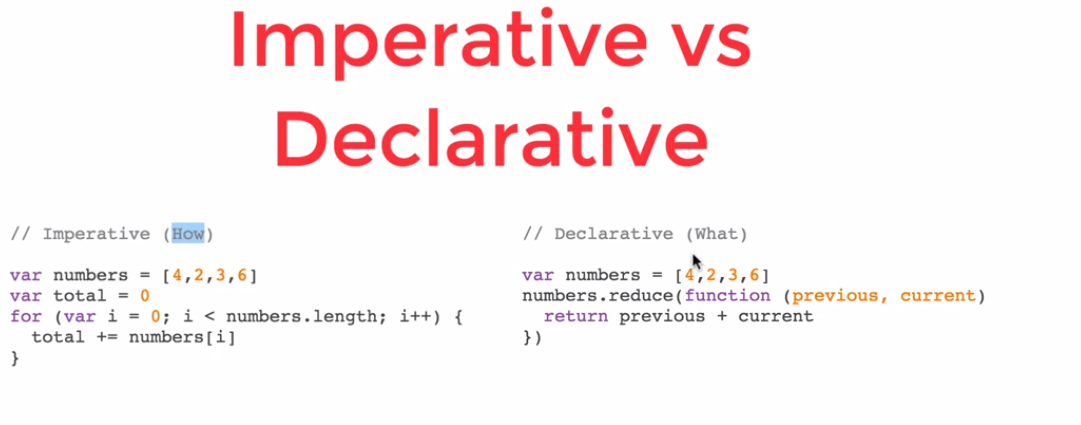 Imperative vs
Declarative
// Imperative (How)
var numbers = [4,2,3,6]
var total = 0
for (var i = 0; i < numbers.length; i++) {
  total += numbers[i]
}
// Declarative (What)
var numbers = [4,2,3,6]
numbers.reduce(function (previous, current)
  return previous + current
})